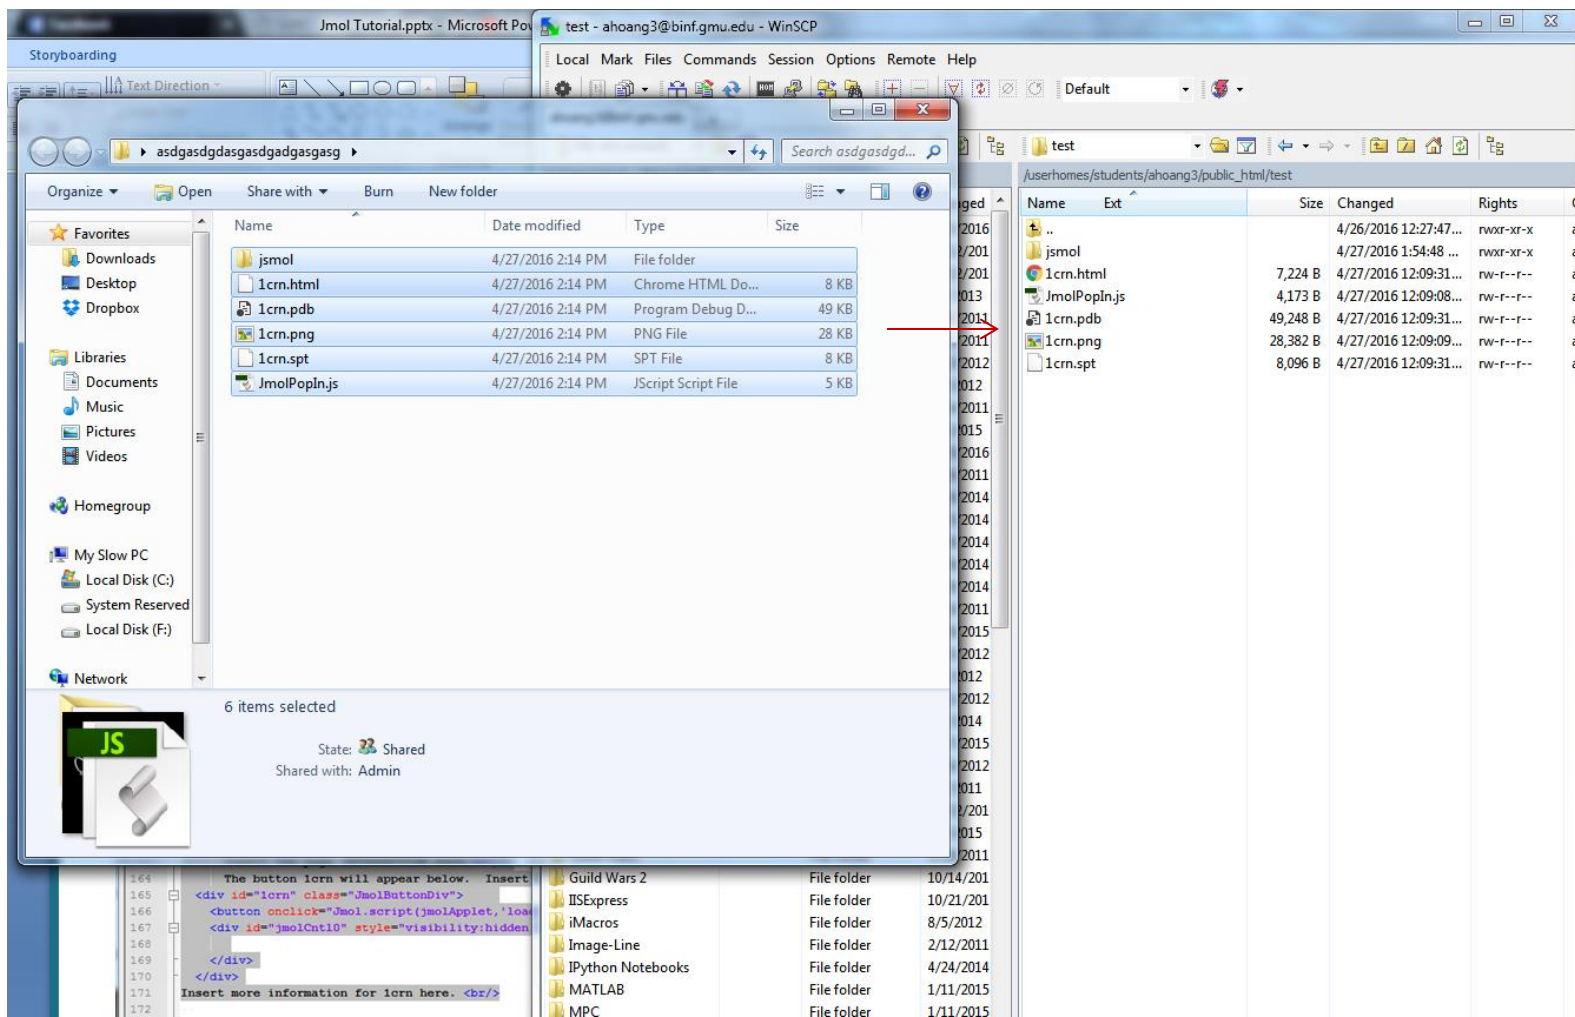 Jmol Tutorial.pptx - Microsoft Pow
test - ahoang3@binf.gmu.edu - WinSCP
Storyboarding
Local Mark Files Commands Session Options Remote Help
Text Direction
Default
asdgasdgdasgasdgadgasgasg
Search asdgasdgd...
test
Organize Open Share with Burn New folder
/userhomes/students/ahoang3/public_html/test
Name Date modified Type Size
Name Ext Size Changed Rights
Favorites
Downloads
Desktop
Dropbox
Libraries
Documents
Music
Pictures
Videos
Homegroup
My Slow PC
Local Disk (C:)
System Reserved
Local Disk (F:)
Network
jsmol 4/27/2016 2:14 PM File folder
1crn.html 4/27/2016 2:14 PM Chrome HTML Do... 8 KB
1crn.pdb 4/27/2016 2:14 PM Program Debug D... 49 KB
1crn.png 4/27/2016 2:14 PM PNG File 28 KB
1crn.spt 4/27/2016 2:14 PM SPT File 8 KB
JmolPopIn.js 4/27/2016 2:14 PM JScript Script File 5 KB
6 items selected
State: Shared
Shared with: Admin
JS
.. 4/26/2016 12:27:47... rwxr-xr-x
jsmol 4/27/2016 1:54:48 ... rwxr-xr-x
1crn.html 7,224 B 4/27/2016 12:09:31... rw-r--r--
JmolPopIn.js 4,173 B 4/27/2016 12:09:08... rw-r--r--
1crn.pdb 49,248 B 4/27/2016 12:09:31... rw-r--r--
1crn.png 28,382 B 4/27/2016 12:09:09... rw-r--r--
1crn.spt 8,096 B 4/27/2016 12:09:31... rw-r--r--
164 The button 1crn will appear below. Insert
165 <div id="1crn" class="JmolButtonDiv">
166 <button onclick="Jmol.script(jmolApplet,'load
167 <div id="jmolCntl0" style="visibility:hidden
168
169 </div>
170 </div>
171 Insert more information for 1crn here. <br/>
172
Guild Wars 2 File folder 10/14/201
IISExpress File folder 10/21/201
iMacros File folder 8/5/2012
Image-Line File folder 2/12/2011
IPython Notebooks File folder 4/24/2014
MATLAB File folder 1/11/2015
MPC File folder 1/11/2015